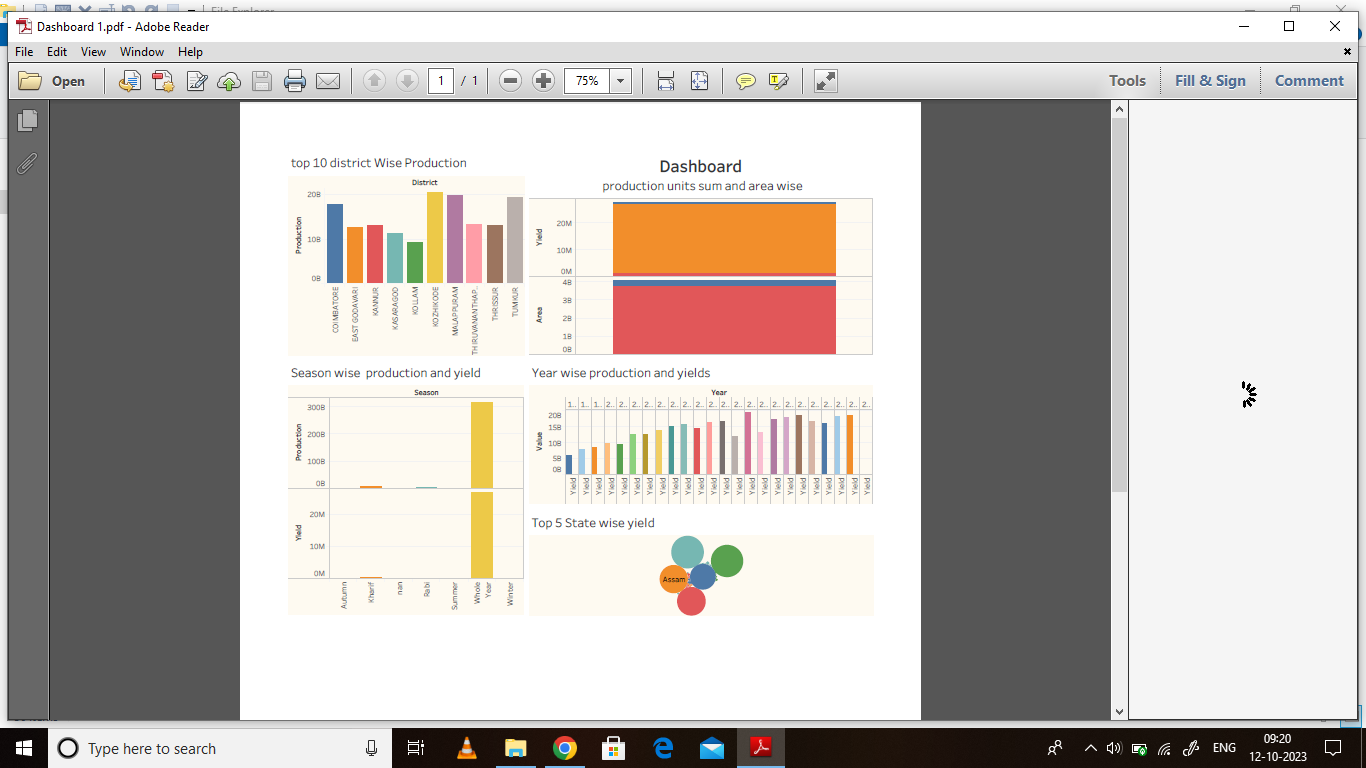 File Explorer
Dashboard 1.pdf - Adobe Reader
File Edit View Window Help
Open 1 / 1 75% Tools Fill & Sign Comment
top 10 district Wise Production
District
Production
20B
10B
0B
COIMBATORE
EAST GODAVARI
KANNUR
KASARAGOD
KOLLAM
KOZHIKODE
MALAPPURAM
THIRUVANANTHAP..
THRISSUR
TUMKUR
Dashboard
production units sum and area wise
Yield
20M
10M
0M
Area
4B
3B
2B
1B
0B
Season wise production and yield
Season
Production
300B
200B
100B
0B
Yield
20M
10M
0M
Autumn
Kharif
nan
Rabi
Summer
Whole Year
Winter
Year wise production and yields
Year
1.. 1.. 1.. 2.. 2.. 2.. 2.. 2.. 2.. 2.. 2.. 2.. 2.. 2.. 2.. 2.. 2.. 2.. 2.. 2.. 2.. 2.. 2.. 2..
Value
20B
15B
10B
5B
0B
Yield Yield Yield Yield Yield Yield Yield Yield Yield Yield Yield Yield Yield Yield Yield Yield Yield Yield Yield Yield Yield Yield Yield Yield
Top 5 State wise yield
Assam
Type here to search
ENG
09:20
12-10-2023